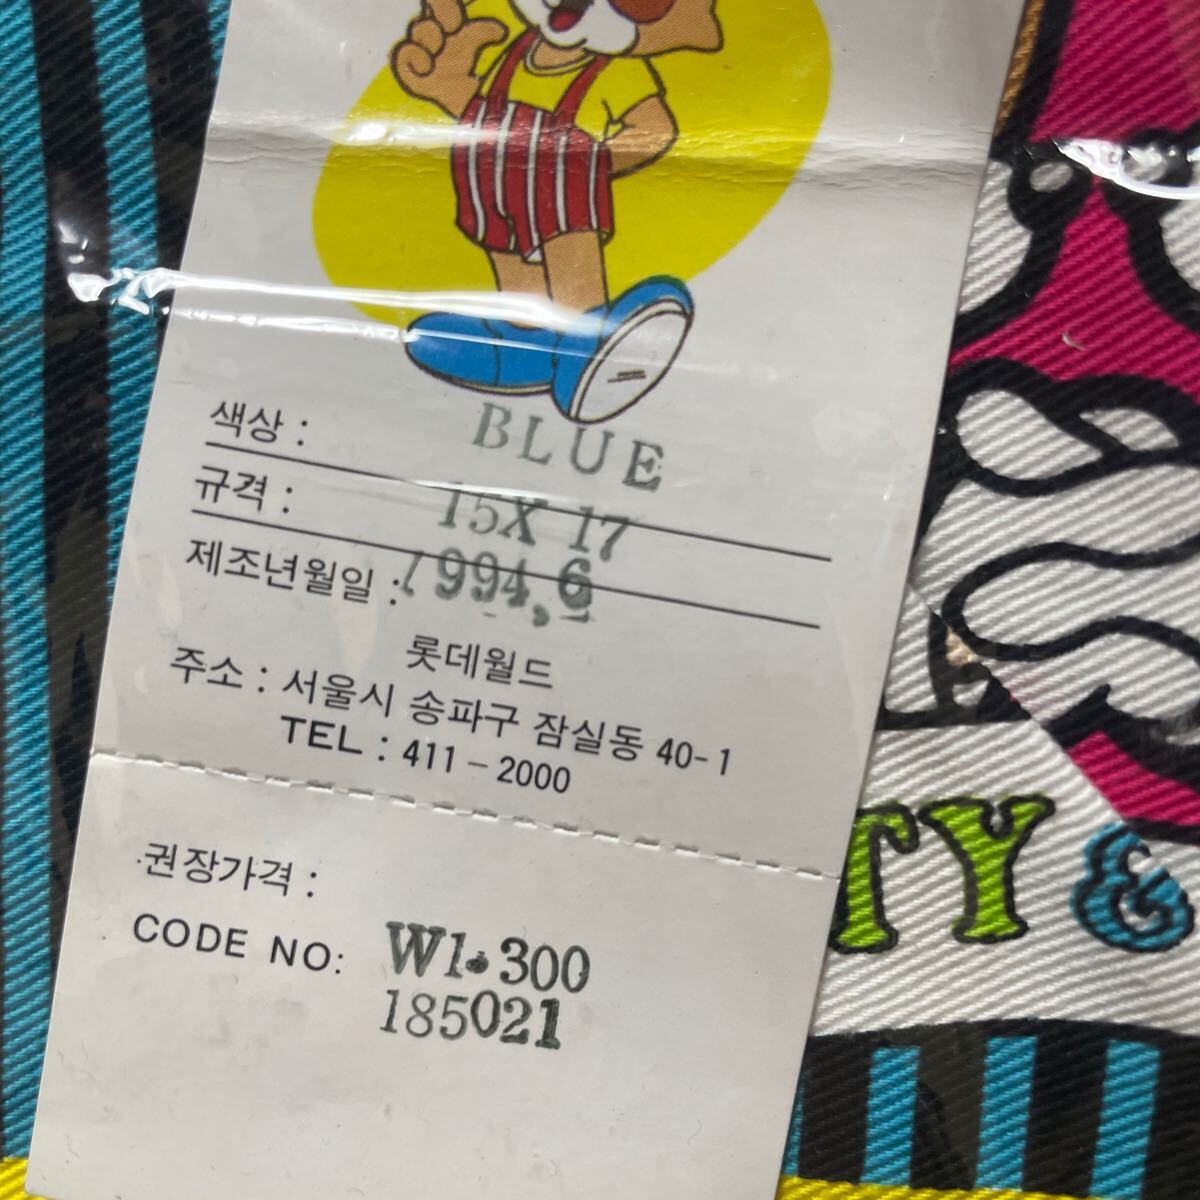 색상 : BLUE
규격 : 15X 17
제조년월일 : 1994,6
롯데월드
주소 : 서울시 송파구 잠실동 40-1
TEL : 411-2000
권장가격 :
CODE NO: W1.300
185021
TY &